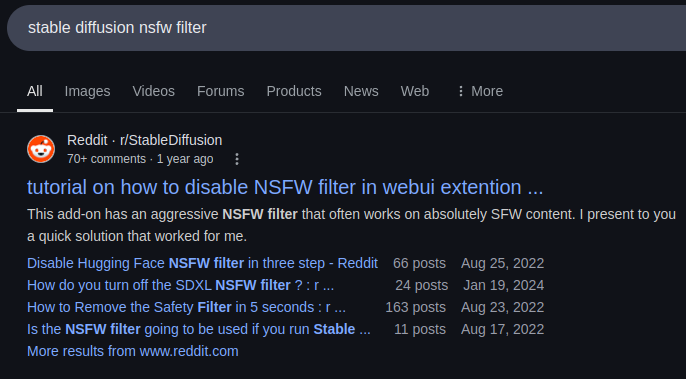 stable diffusion nsfw filter
All Images Videos Forums Products News Web More
Reddit · r/StableDiffusion
70+ comments · 1 year ago
tutorial on how to disable NSFW filter in webui extention ...
This add-on has an aggressive NSFW filter that often works on absolutely SFW content. I present to you
a quick solution that worked for me.
Disable Hugging Face NSFW filter in three step - Reddit 66 posts Aug 25, 2022
How do you turn off the SDXL NSFW filter ? : r ... 24 posts Jan 19, 2024
How to Remove the Safety Filter in 5 seconds : r ... 163 posts Aug 23, 2022
Is the NSFW filter going to be used if you run Stable ... 11 posts Aug 17, 2022
More results from www.reddit.com